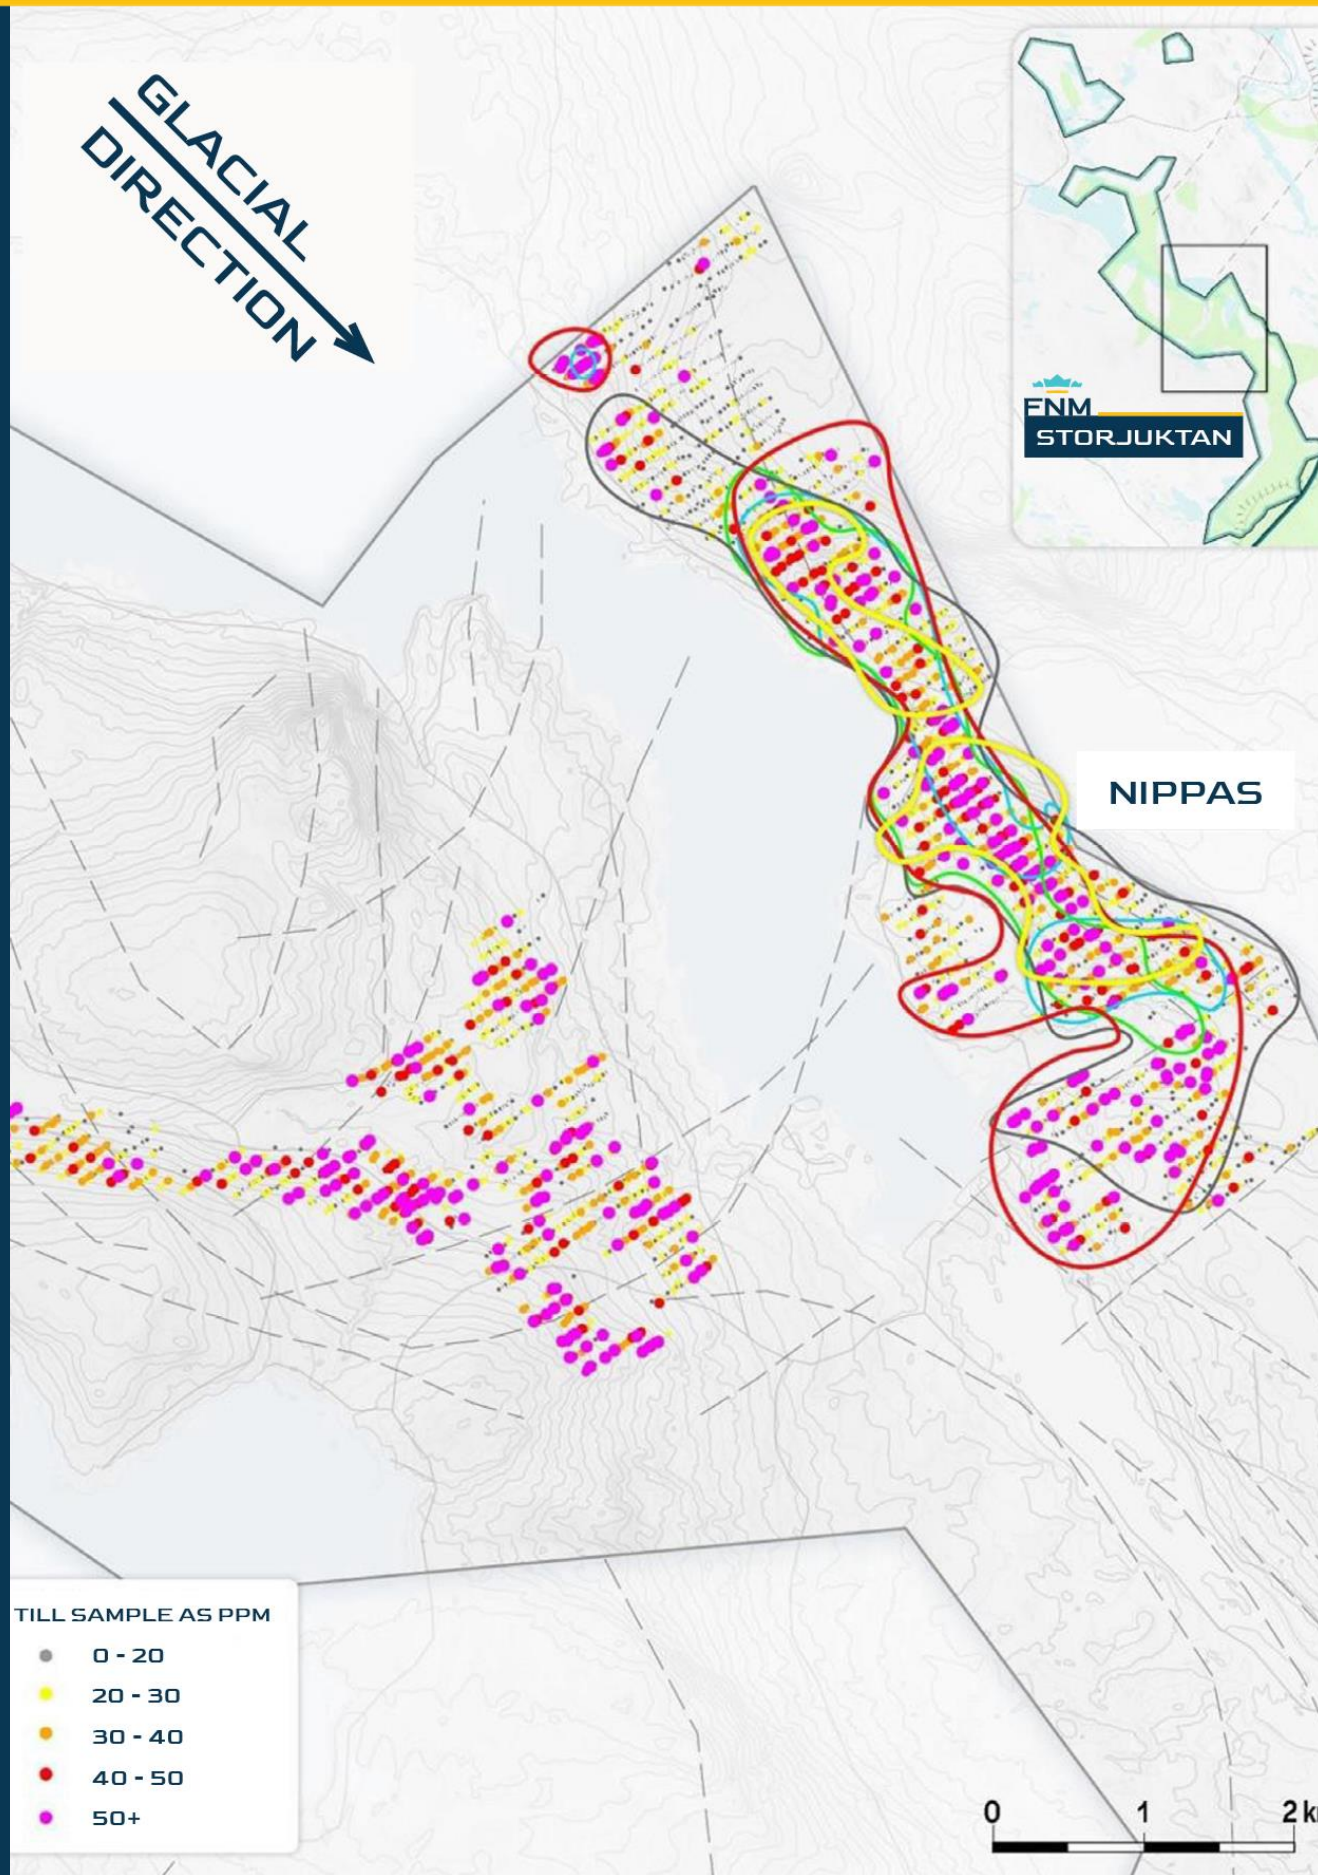 GLACIAL
DIRECTION
FNM
STORJUKTAN
NIPPAS
TILL SAMPLE AS PPM
0 - 20
20 - 30
30 - 40
40 - 50
50+
0 1 2 k